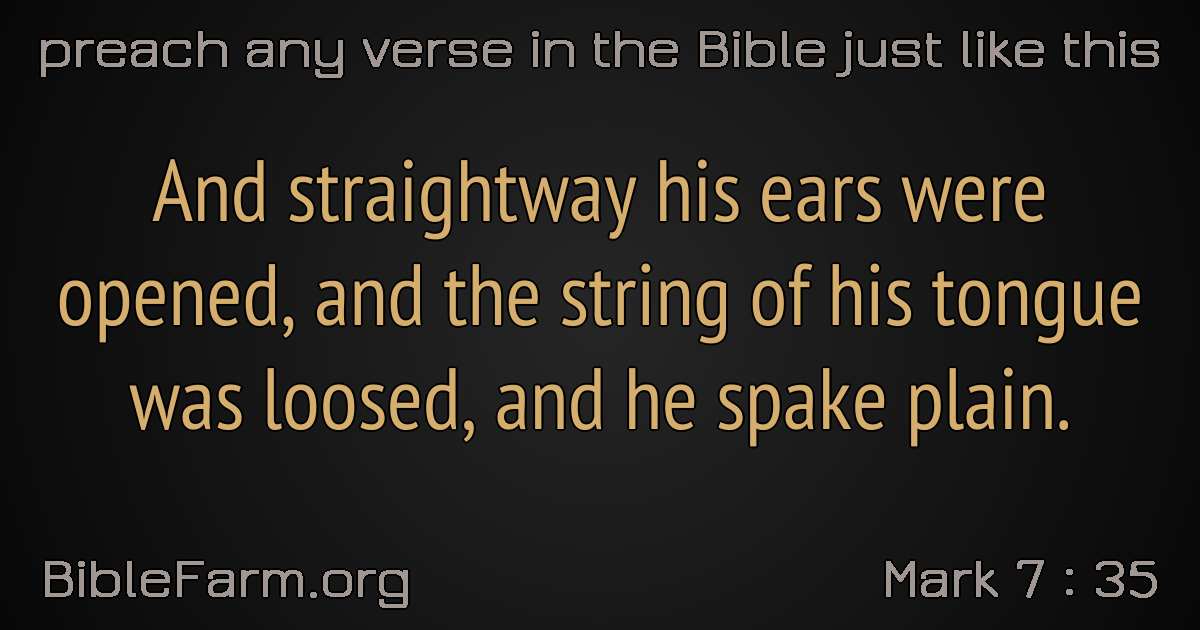 preach any verse in the Bible just like this
And straightway his ears were
opened, and the string of his tongue
was loosed, and he spake plain.
BibleFarm.org
Mark 7 : 35